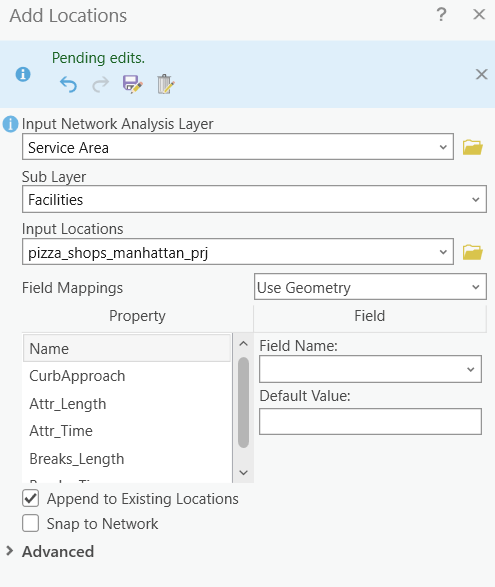 Add Locations
?
Pending edits.
Input Network Analysis Layer
Service Area
Sub Layer
Facilities
Input Locations
pizza_shops_manhattan_prj
Field Mappings
Use Geometry
Property
Field
Name
CurbApproach
Attr_Length
Attr_Time
Breaks_Length
Field Name:
Default Value:
Append to Existing Locations
Snap to Network
Advanced